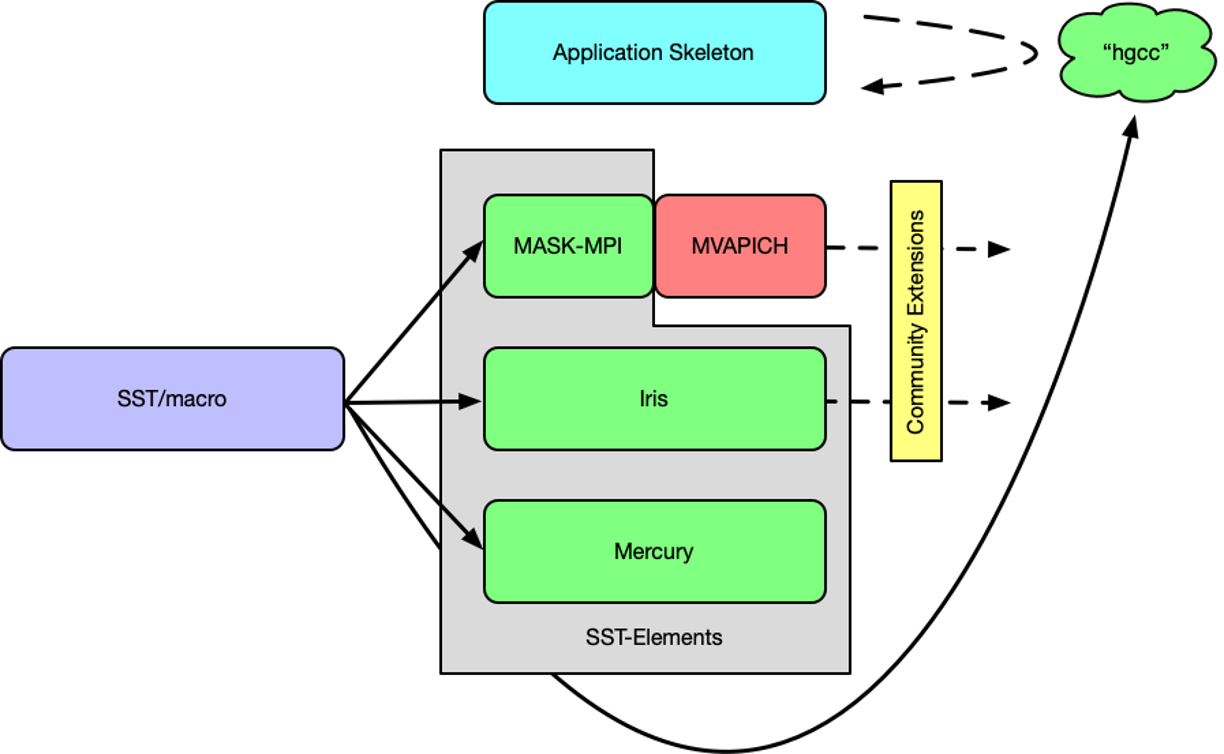 Application Skeleton
“hgcc”
MASK-MPI
MVAPICH
Community Extensions
SST/macro
Iris
Mercury
SST-Elements